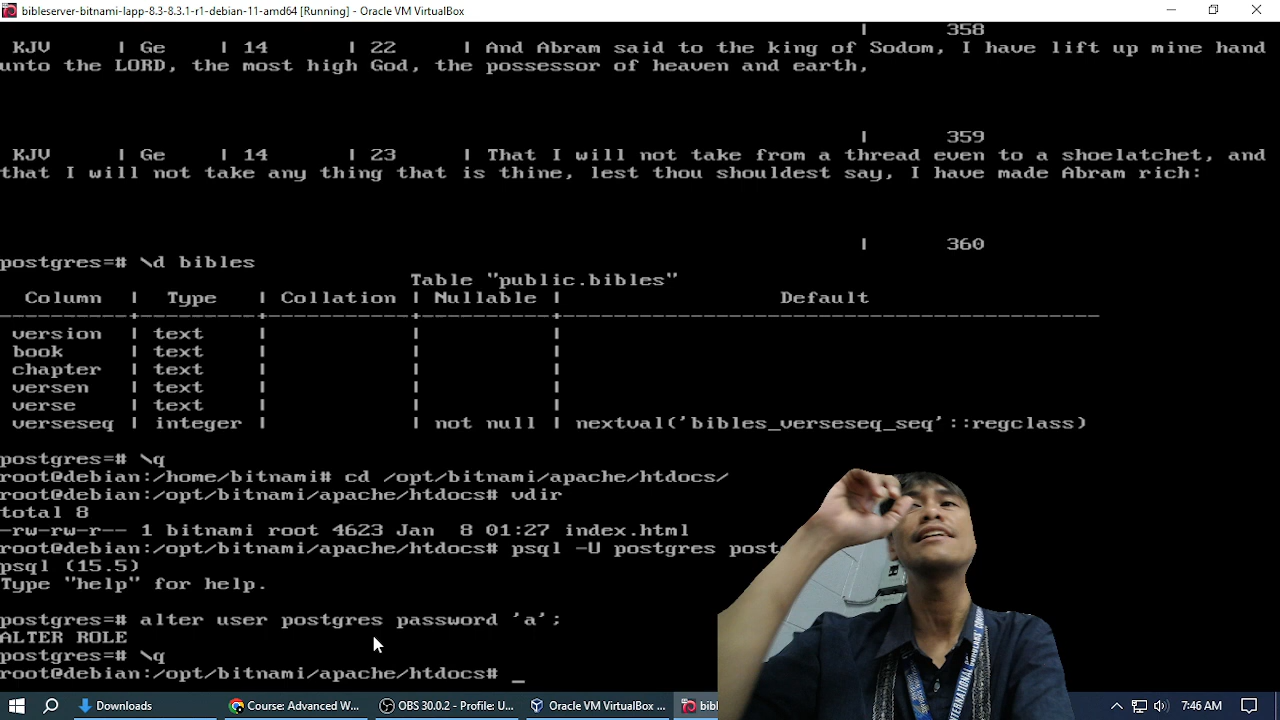 bibleserver-bitnami-lapp-8.3-8.3.1-r1-debian-11-amd64 [Running] - Oracle VM VirtualBox
| 358
KJV | Ge | 14 | 22 | And Abram said to the king of Sodom, I have lift up mine hand
unto the LORD, the most high God, the possessor of heaven and earth,
| 359
KJV | Ge | 14 | 23 | That I will not take from a thread even to a shoelatchet, and
that I will not take any thing that is thine, lest thou shouldest say, I have made Abram rich:
| 360
postgres=# \d bibles
Table "public.bibles"
Column | Type | Collation | Nullable | Default
----------+---------+-----------+----------+-------------------------------------------
version | text | | |
book | text | | |
chapter | text | | |
versen | text | | |
verse | text | | |
verseseq | integer | | not null | nextval('bibles_verseseq_seq'::regclass)
postgres=# \q
root@debian:/home/bitnami# cd /opt/bitnami/apache/htdocs/
root@debian:/opt/bitnami/apache/htdocs# vdir
total 8
-rw-rw-r-- 1 bitnami root 4623 Jan 8 01:27 index.html
root@debian:/opt/bitnami/apache/htdocs# psql -U postgres
psql (15.5)
Type "help" for help.
postgres=# alter user postgres password 'a';
ALTER ROLE
postgres=# \q
root@debian:/opt/bitnami/apache/htdocs# _
INTERNATIONAL
Downloads
Course: Advanced W...
OBS 30.0.2 - Profile: U...
Oracle VM VirtualBox ...
bibl
7:46 AM